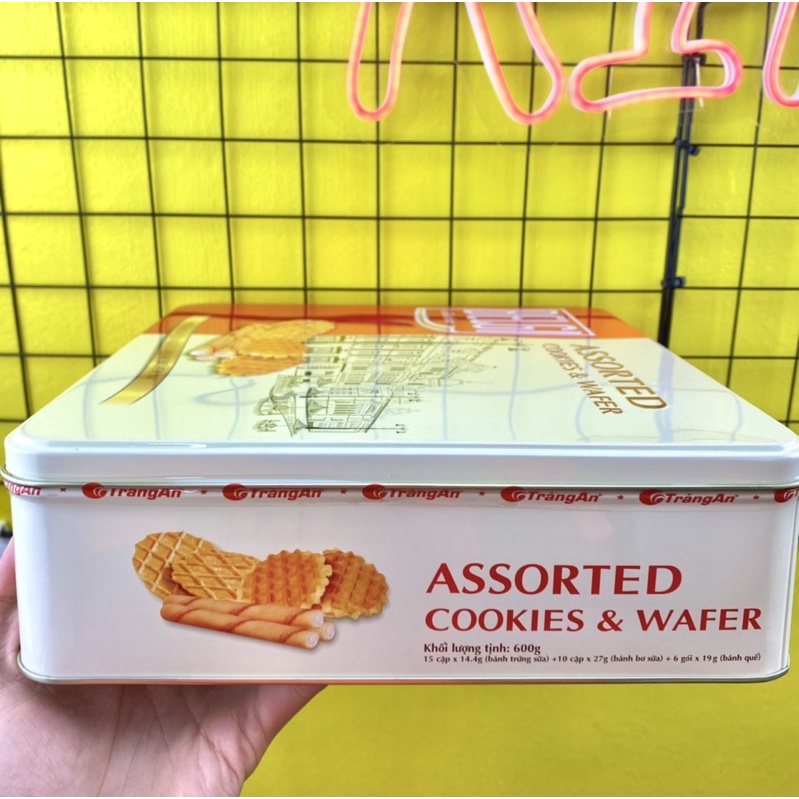 ASSORTED
COOKIES & WAFER
TràngAn TràngAn TràngAn TràngAn TràngAn
ASSORTED
COOKIES & WAFER
Khối lượng tịnh: 600g
15 cặp x 14.4g (bánh trứng sữa) +10 cặp x 27g (bánh bơ sữa) + 6 gói x 19g (bánh quế)